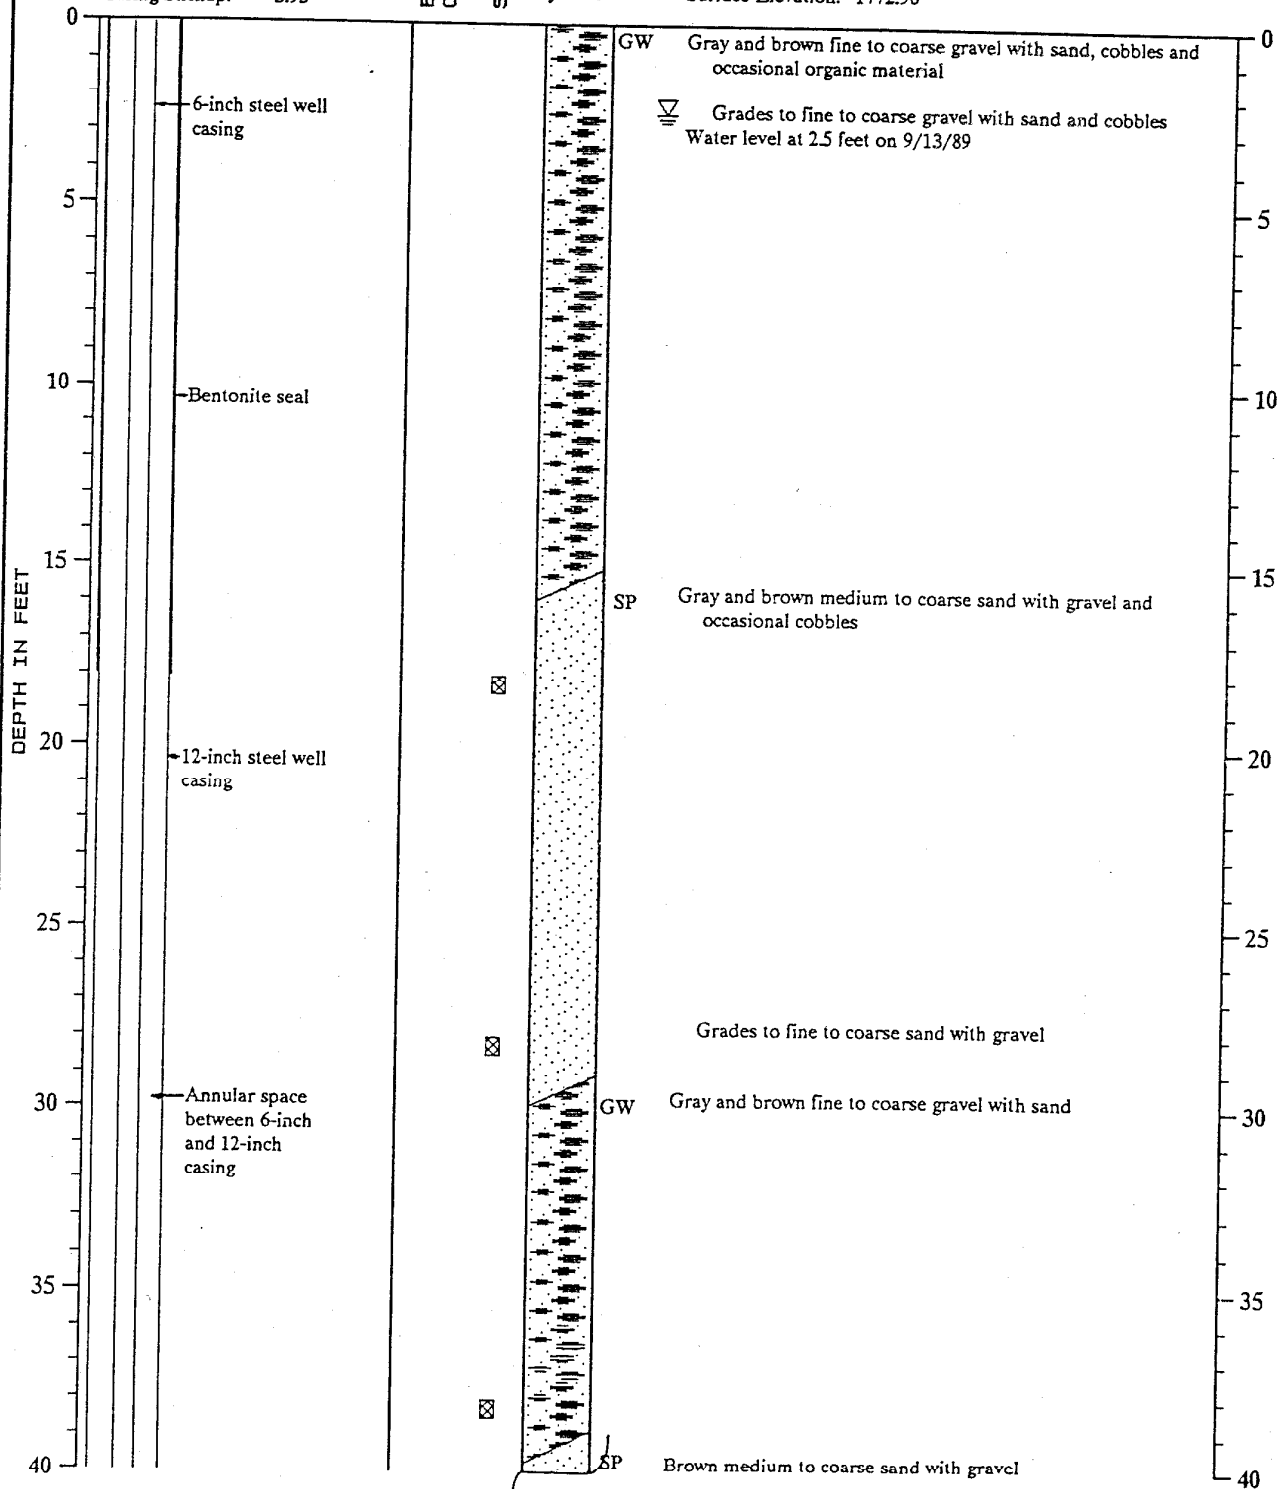 0
0
GW Gray and brown fine to coarse gravel with sand, cobbles and
occasional organic material
6-inch steel well
casing
Grades to fine to coarse gravel with sand and cobbles
Water level at 2.5 feet on 9/13/89
5
5
10
Bentonite seal
10
15
15
DEPTH IN FEET
SP Gray and brown medium to coarse sand with gravel and
occasional cobbles
20
12-inch steel well
casing
20
25
25
Grades to fine to coarse sand with gravel
30
Annular space
between 6-inch
and 12-inch
casing
GW Gray and brown fine to coarse gravel with sand
30
35
35
40
SP Brown medium to coarse sand with gravel
40